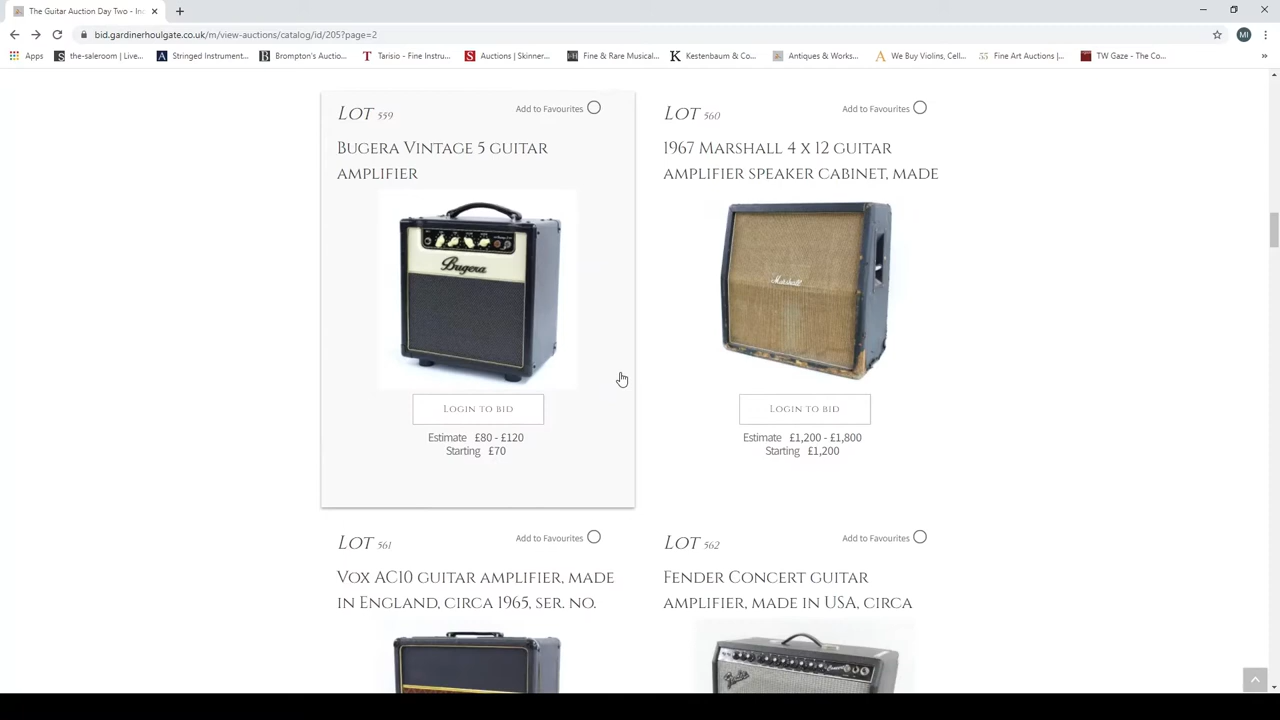 The Guitar Auction Day Two - Inc
bid.gardinerhoulgate.co.uk/m/view-auctions/catalog/id/205?page=2
MI
Apps
the-saleroom | Live...
Stringed Instrument...
Brompton's Auctio...
Tarisio - Fine Instru...
Auctions | Skinner...
Fine & Rare Musical...
Kestenbaum & Co...
Antiques & Works...
We Buy Violins, Cell...
Fine Art Auctions |...
TW Gaze - The Co...
Lot 559
Add to Favourites
Bugera Vintage 5 guitar
amplifier
Bugera
Login to bid
Estimate £80 - £120
Starting £70
Lot 560
Add to Favourites
1967 Marshall 4 x 12 guitar
amplifier speaker cabinet, made
Marshall
Login to bid
Estimate £1,200 - £1,800
Starting £1,200
Lot 561
Add to Favourites
Vox AC10 guitar amplifier, made
in England, circa 1965, ser. no.
Lot 562
Add to Favourites
Fender Concert guitar
amplifier, made in USA, circa
Fender